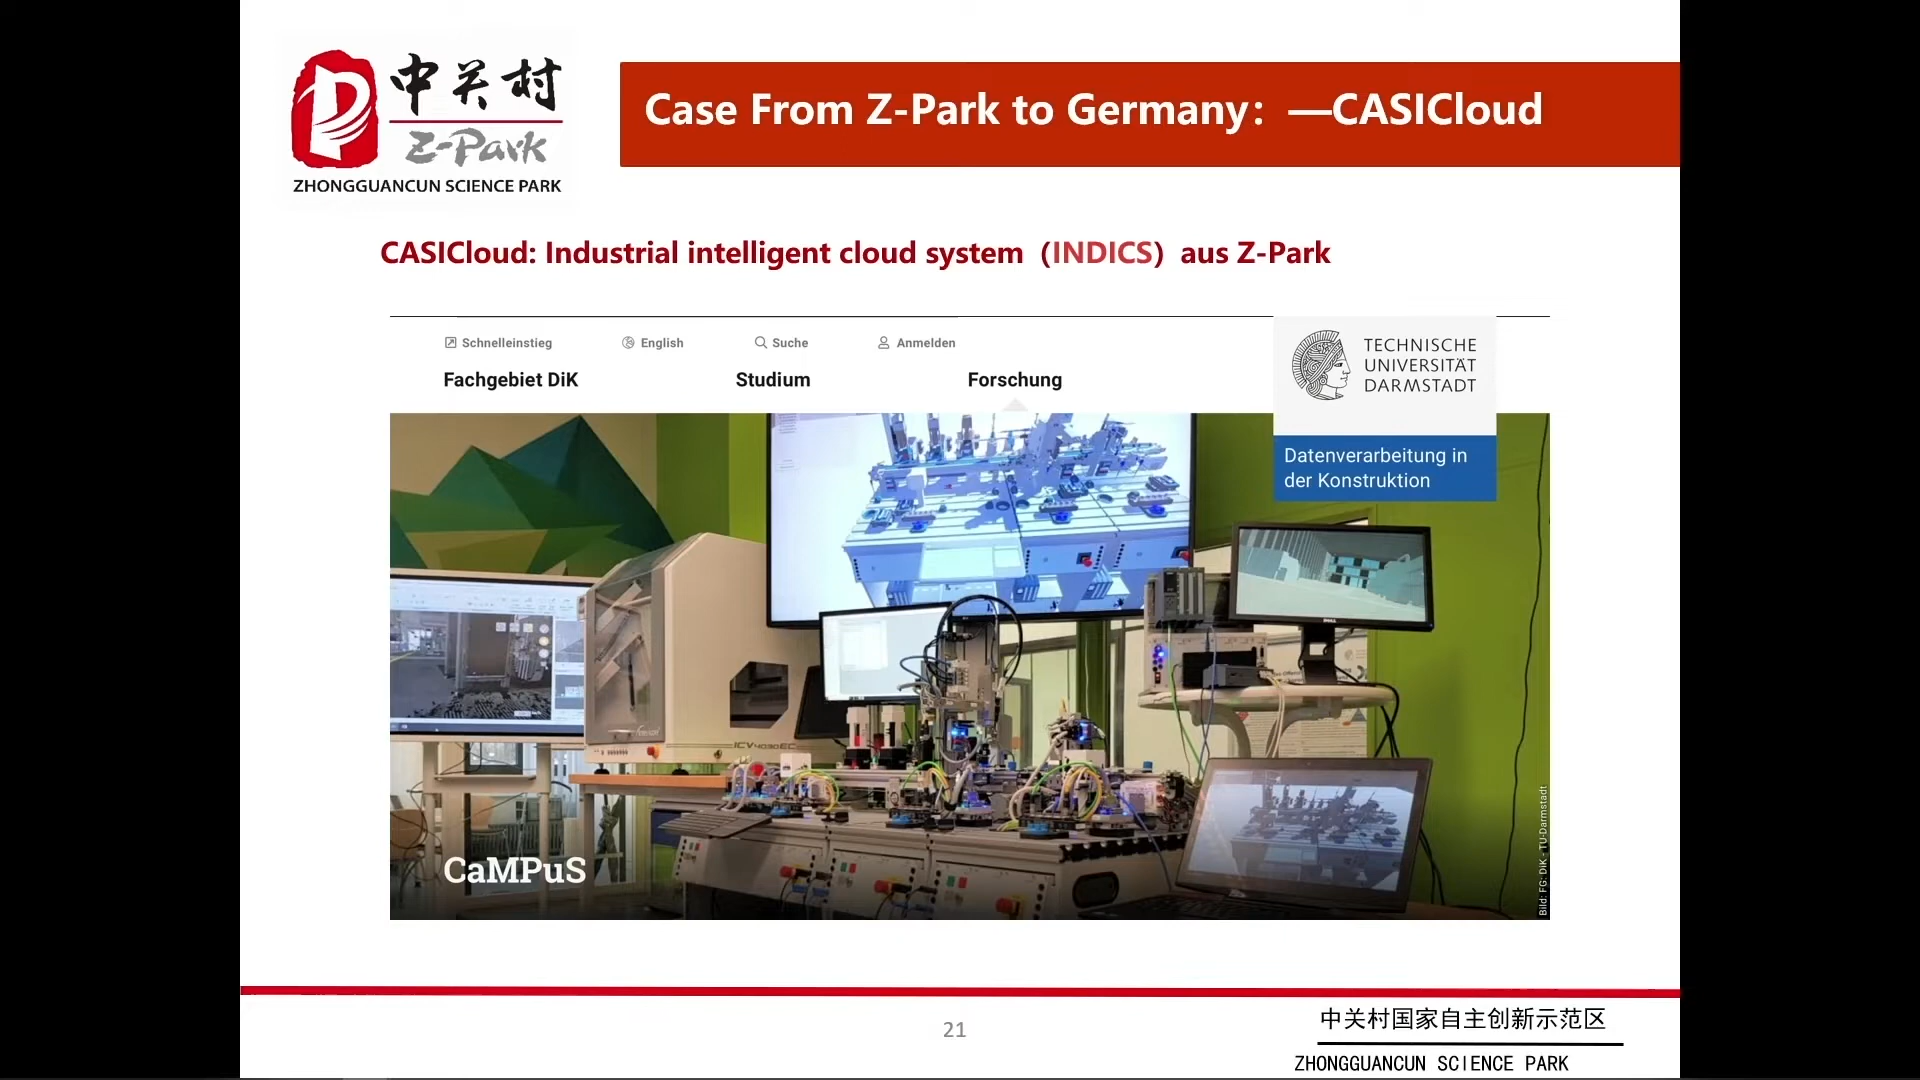 中关村
Z-Park
ZHONGGUANCUN SCIENCE PARK
Case From Z-Park to Germany：—CASICloud
CASICloud: Industrial intelligent cloud system（INDICS）aus Z-Park
Schnelleinstieg
English
Suche
Anmelden
Fachgebiet DiK
Studium
Forschung
TECHNISCHE
UNIVERSITÄT
DARMSTADT
Datenverarbeitung in
der Konstruktion
DELL
ICV4030EC
CaMPuS
Bild: FG: DiK - TU-Darmstadt
21
中关村国家自主创新示范区
ZHONGGUANCUN SCIENCE PARK